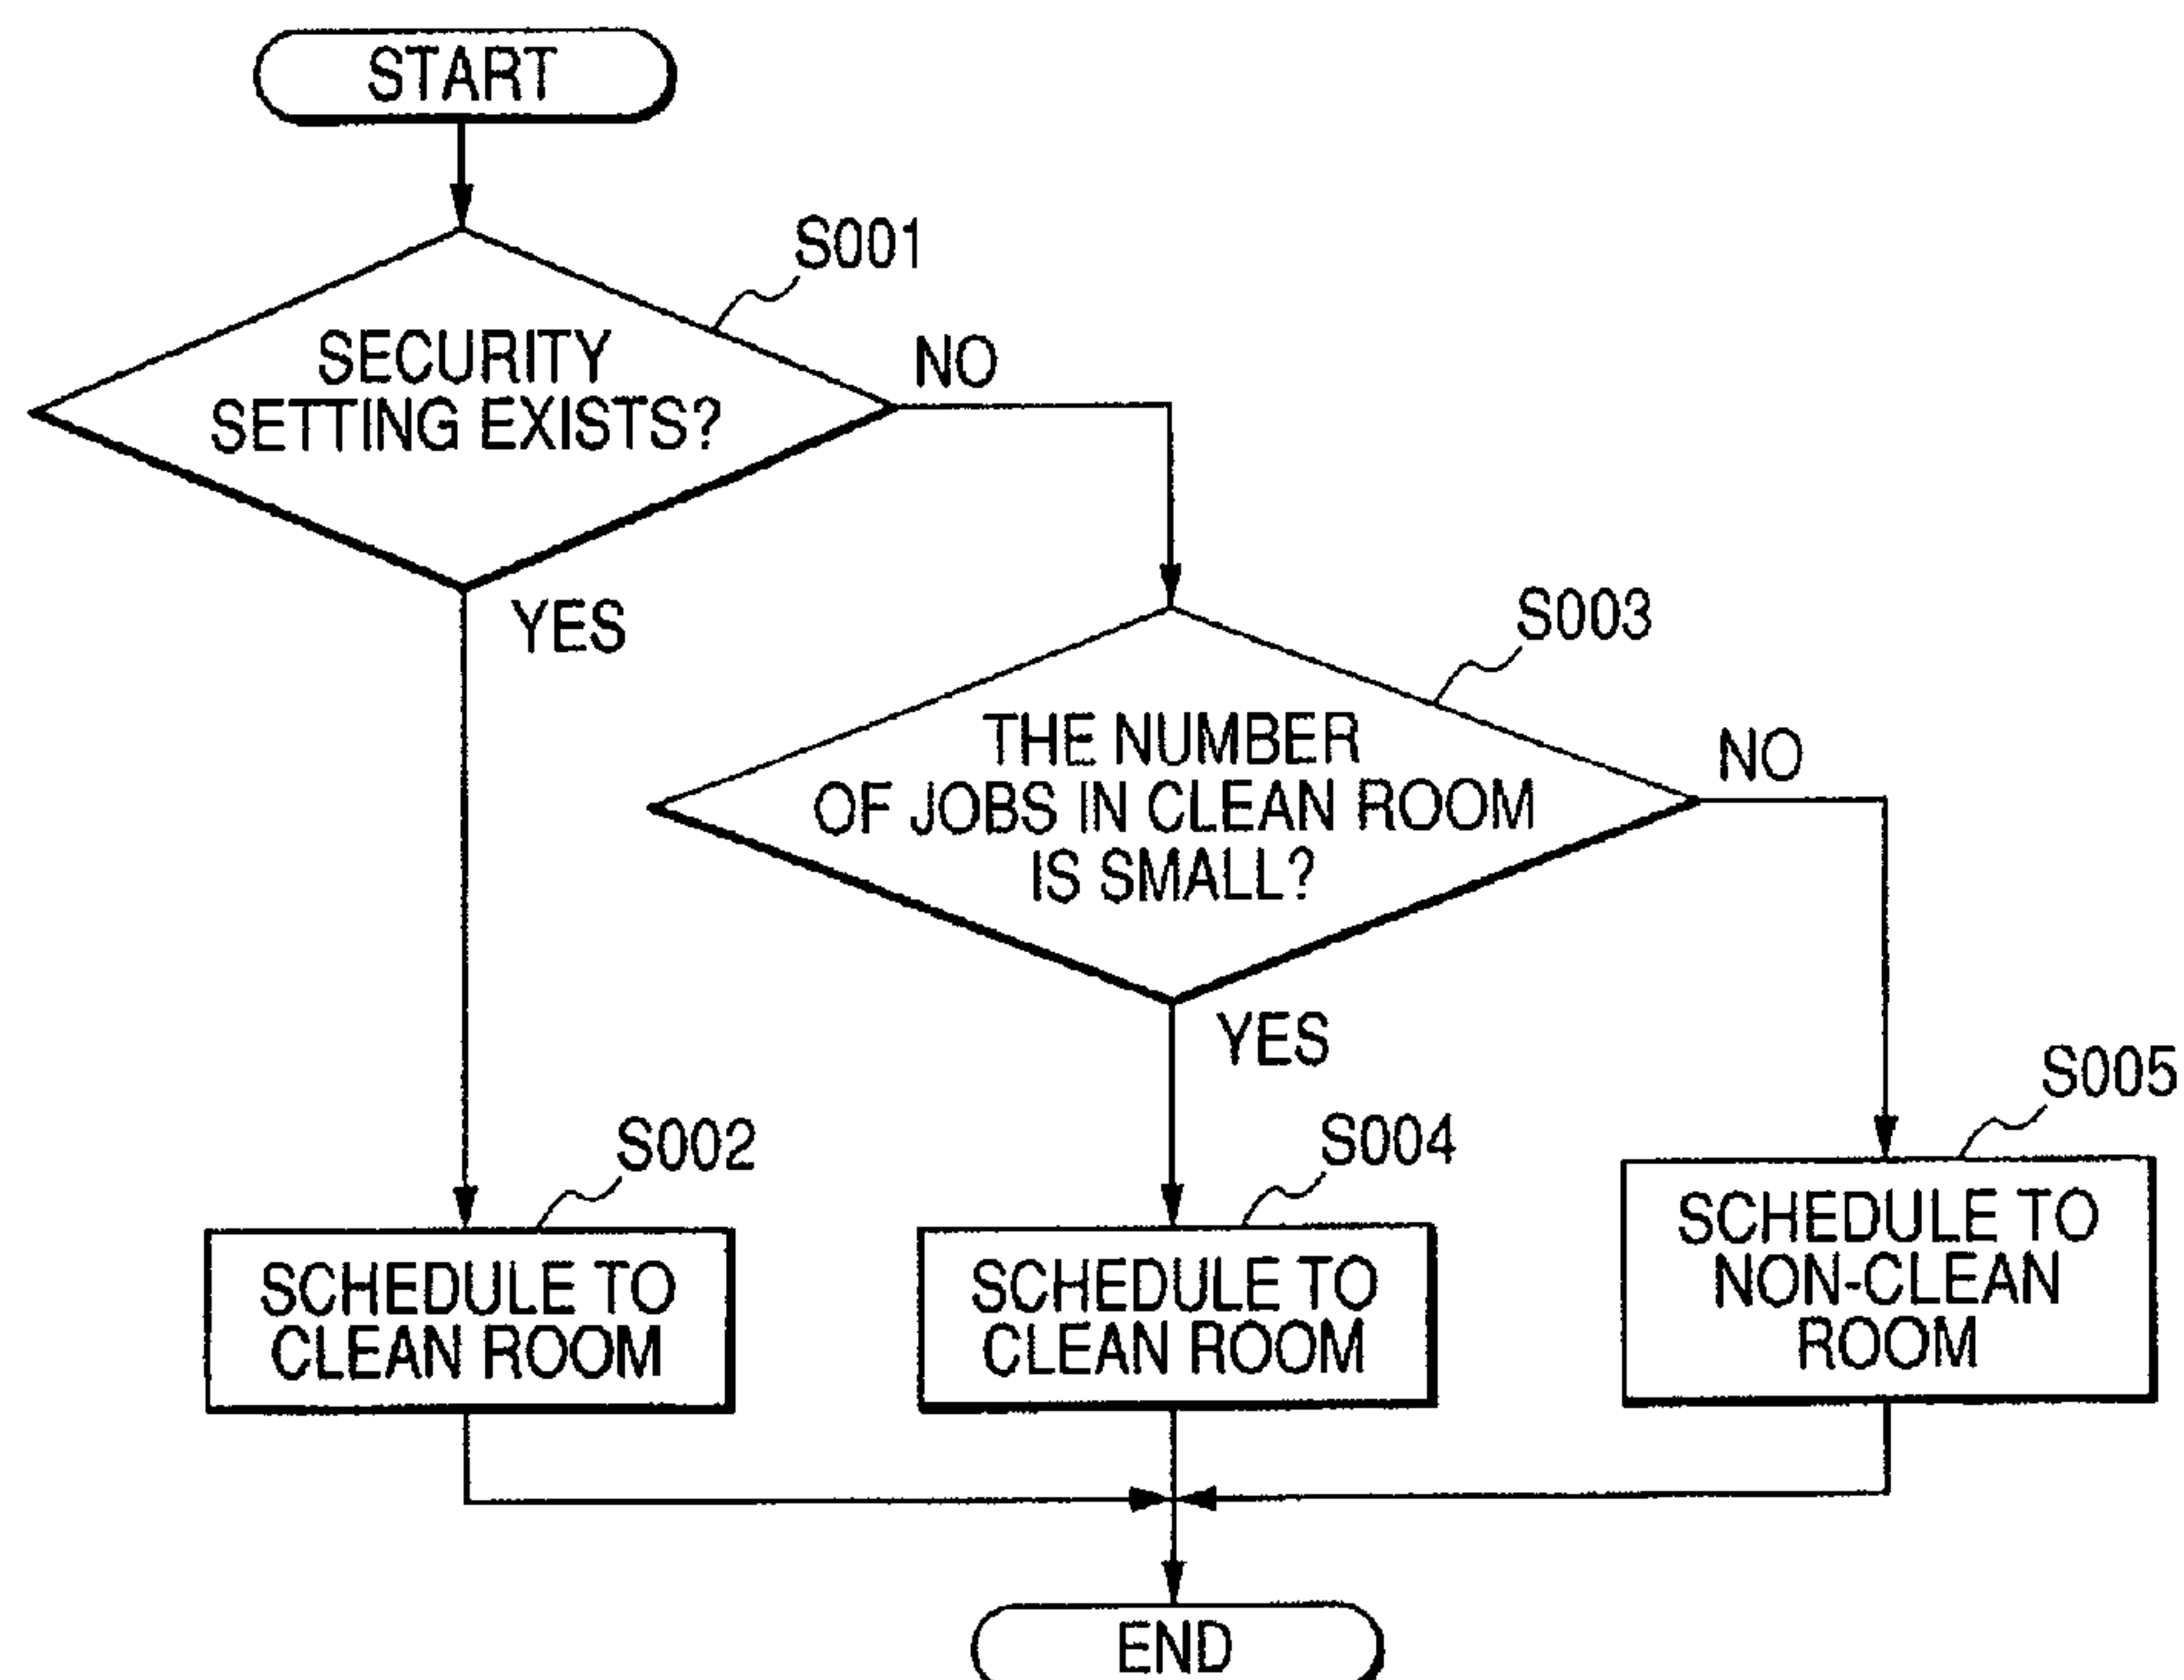 START
S001
SECURITY
SETTING EXISTS?
NO
YES
S003
THE NUMBER
OF JOBS IN CLEAN ROOM
IS SMALL?
NO
YES
S002
SCHEDULE TO
CLEAN ROOM
S004
SCHEDULE TO
CLEAN ROOM
S005
SCHEDULE TO
NON-CLEAN
ROOM
END